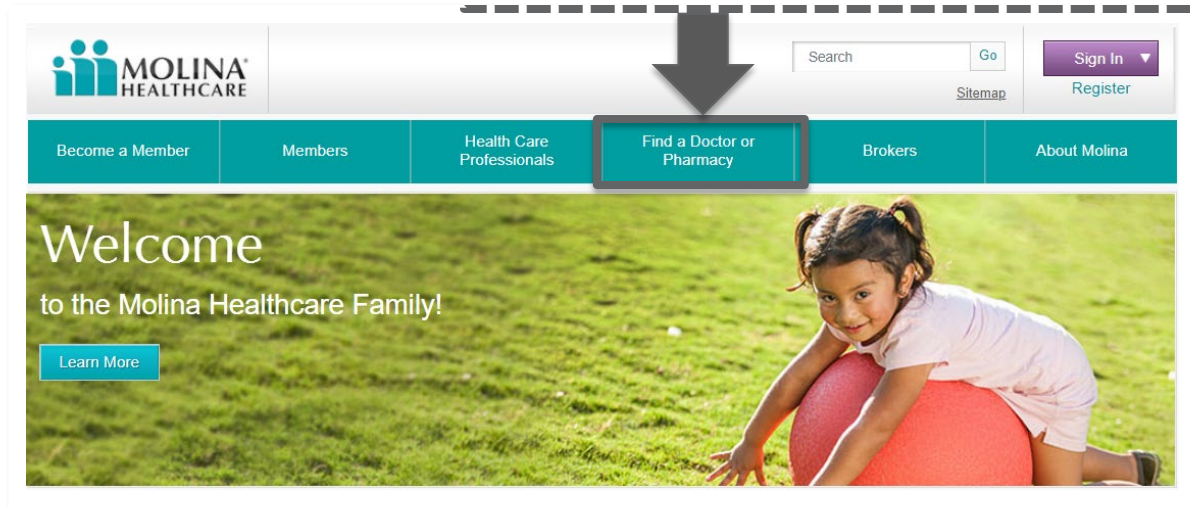 MOLINA®
HEALTHCARE
Search
Go
Sitemap
Sign In ▼
Register
Become a Member
Members
Health Care
Professionals
Find a Doctor or
Pharmacy
Brokers
About Molina
Welcome
to the Molina Healthcare Family!
Learn More